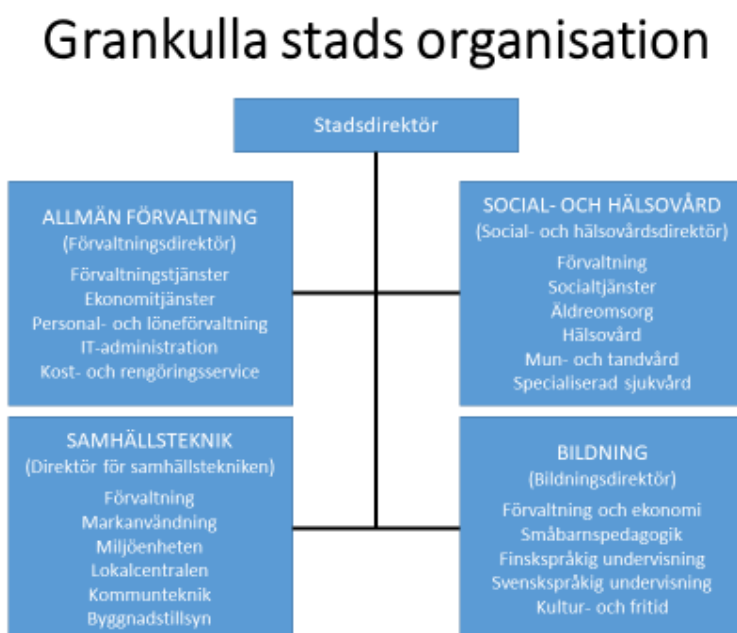 Grankulla stads organisation
Stadsdirektör
ALLMÄN FÖRVALTNING
(Förvaltningsdirektör)
Förvaltningstjänster
Ekonomitjänster
Personal- och löneförvaltning
IT-administration
Kost- och rengöringsservice
SOCIAL- OCH HÄLSOVÅRD
(Social- och hälsovårdsdirektör)
Förvaltning
Socialtjänster
Äldreomsorg
Hälsovård
Mun- och tandvård
Specialiserad sjukvård
SAMHÄLLSTEKNIK
(Direktör för samhällstekniken)
Förvaltning
Markanvändning
Miljöenheten
Lokalcentralen
Kommunteknik
Byggnadstillsyn
BILDNING
(Bildningsdirektör)
Förvaltning och ekonomi
Småbarnspedagogik
Finskspråkig undervisning
Svenskspråkig undervisning
Kultur- och fritid